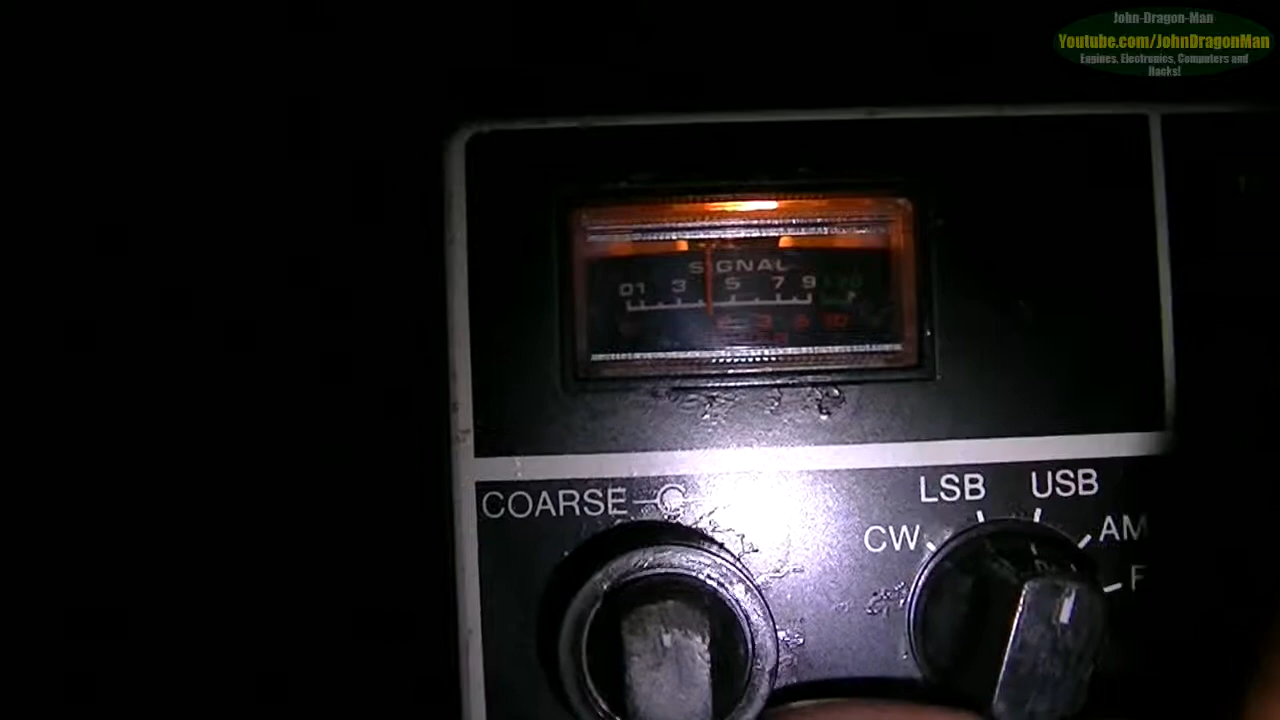 John-Dragon-Man
Youtube.com/JohnDragonMan
Engines, Electronics, Computers and
Hacks!
SIGNAL
01 3 5 7 9
COARSE
LSB USB
CW AM
F